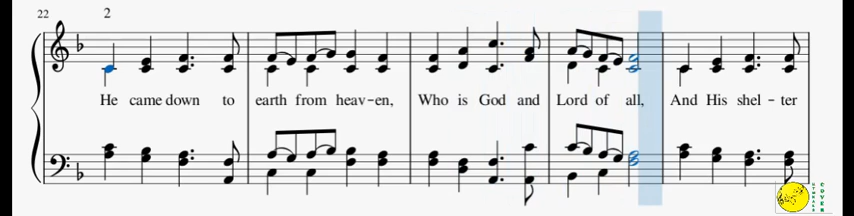 22
2
He came down to earth from heav-en, Who is God and Lord of all, And His shel-ter
COVER